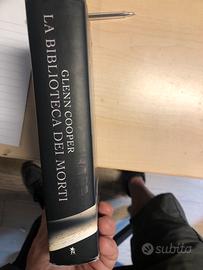 GLENN COOPER
LA BIBLIOTECA DEI MORTI
subito